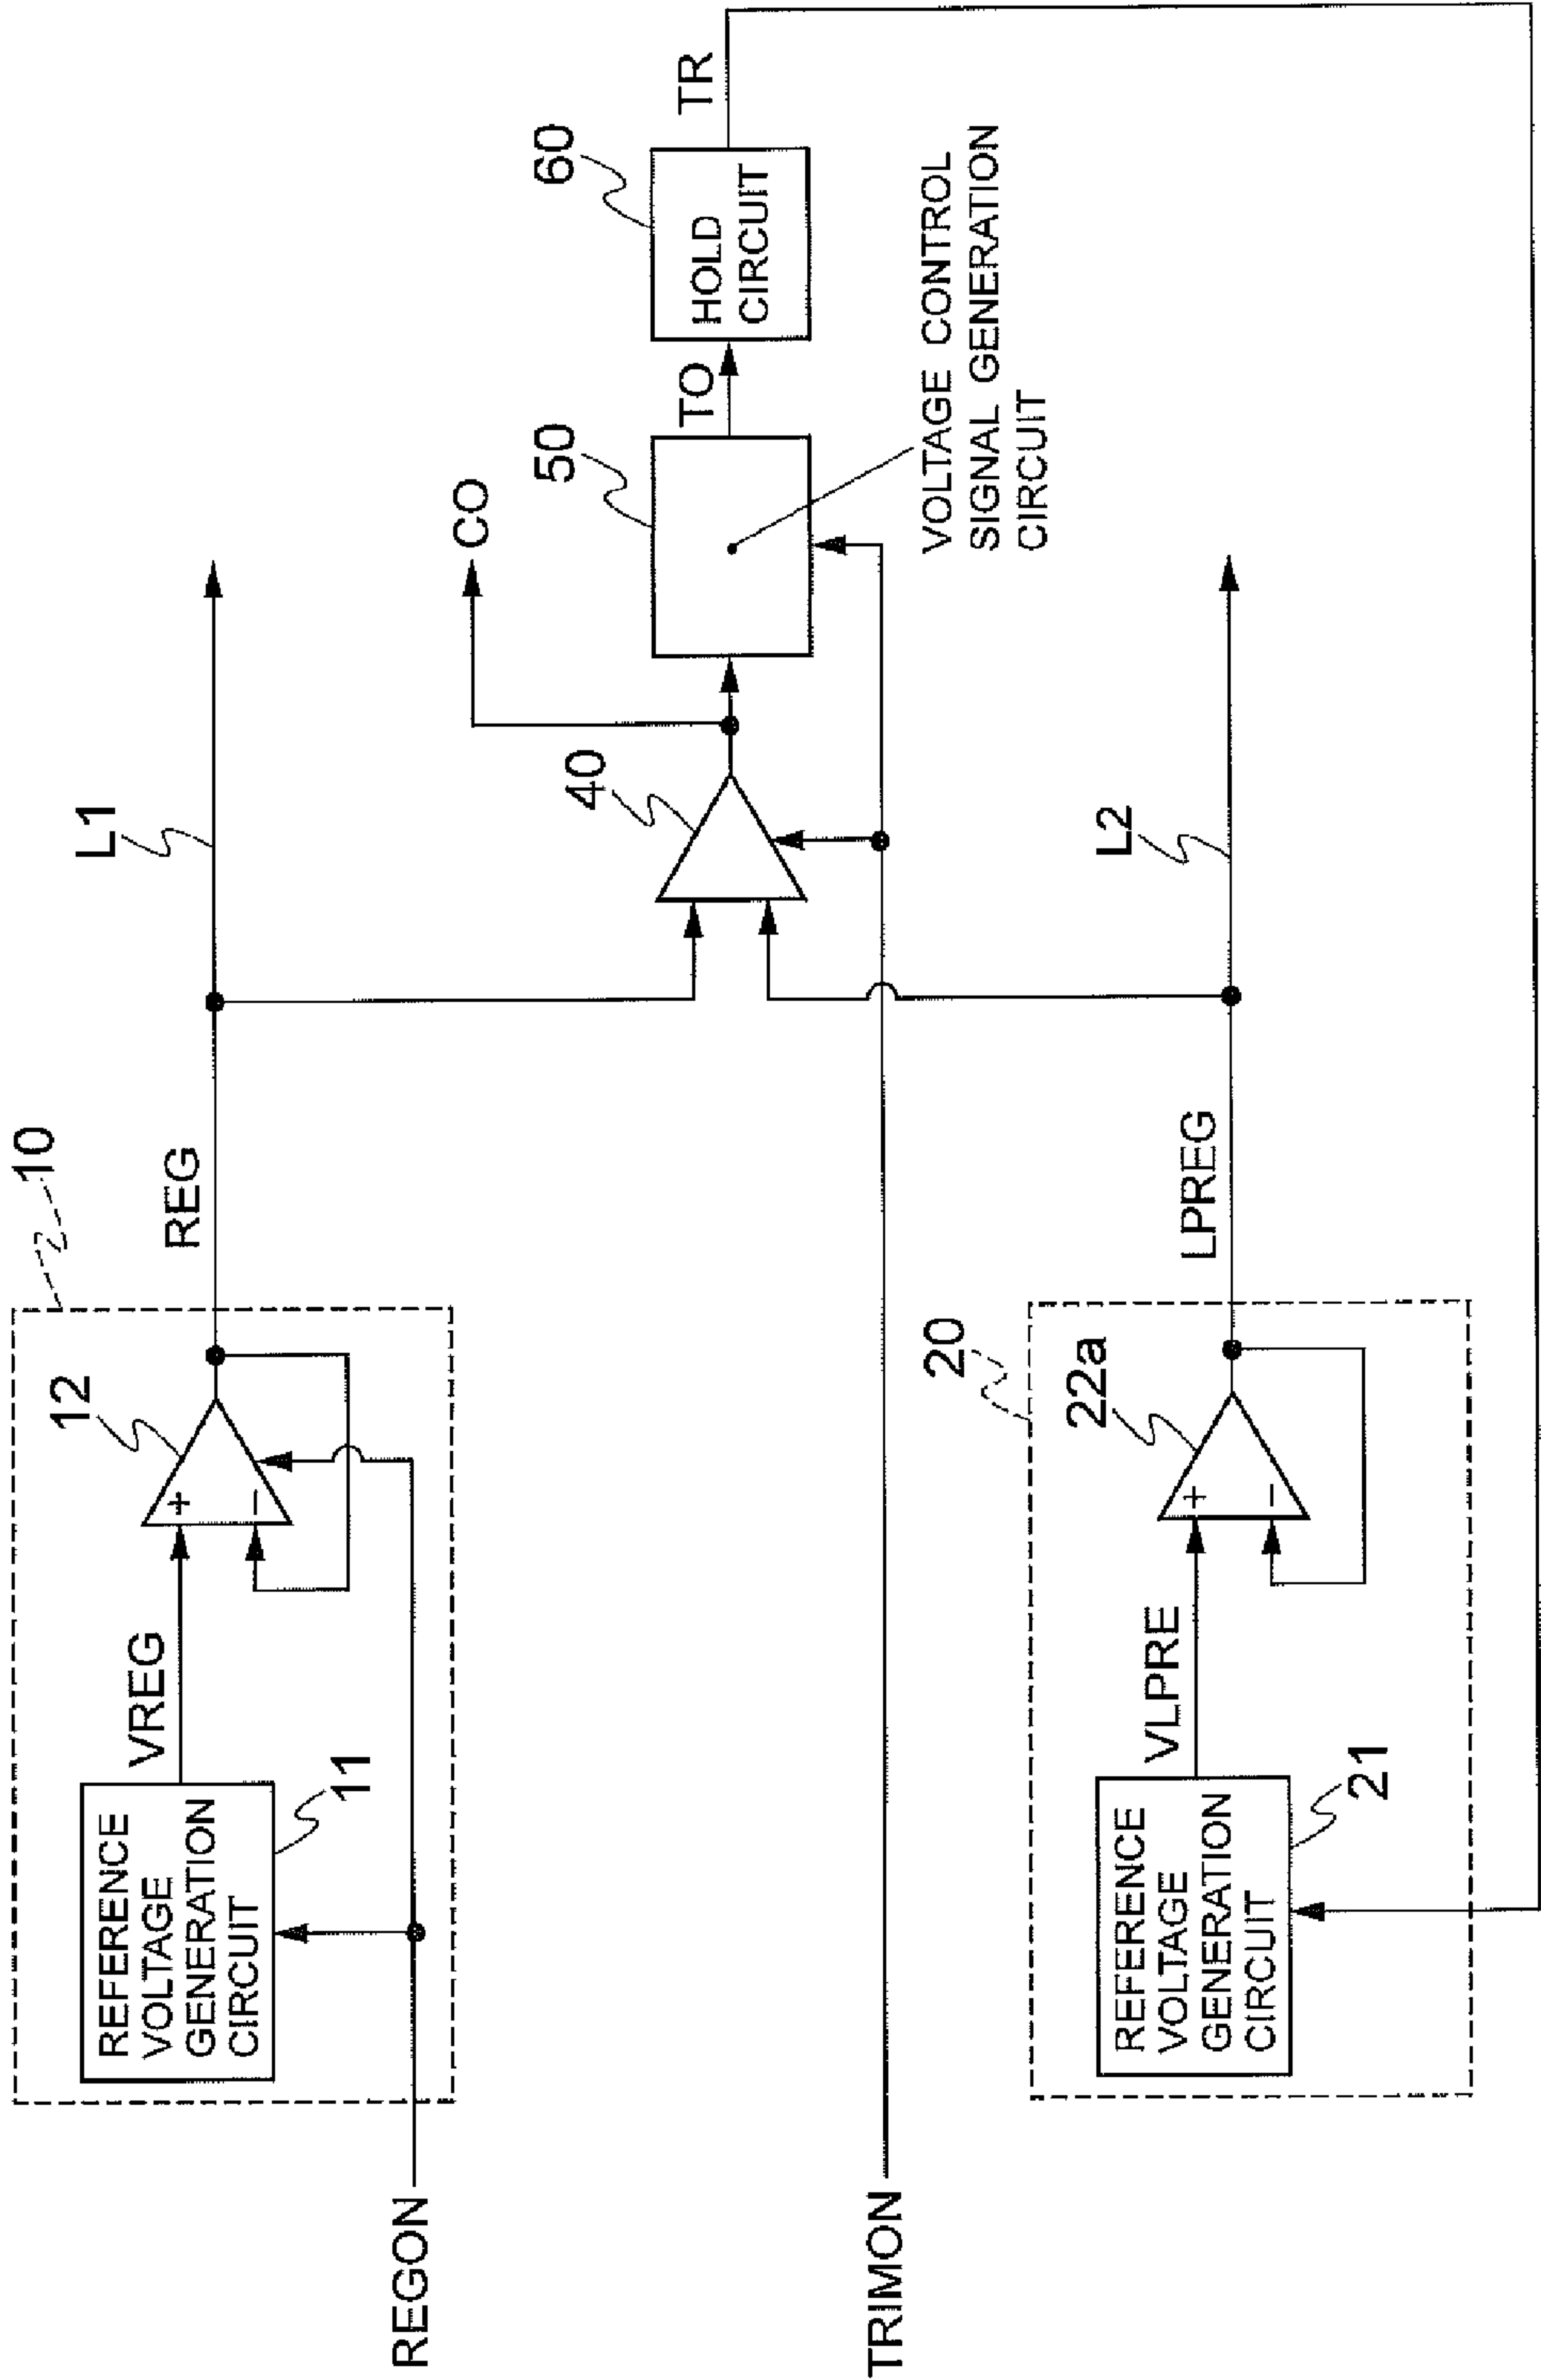 10
REG
L1
12
VREG
REFERENCE
VOLTAGE
GENERATION
CIRCUIT
11
+
−
REGON
CO
40
50
TO
60
HOLD
CIRCUIT
TR
VOLTAGE CONTROL
SIGNAL GENERATION
CIRCUIT
TRIMON
20
LPREG
L2
22a
VLPRE
+
−
REFERENCE
VOLTAGE
GENERATION
CIRCUIT
21